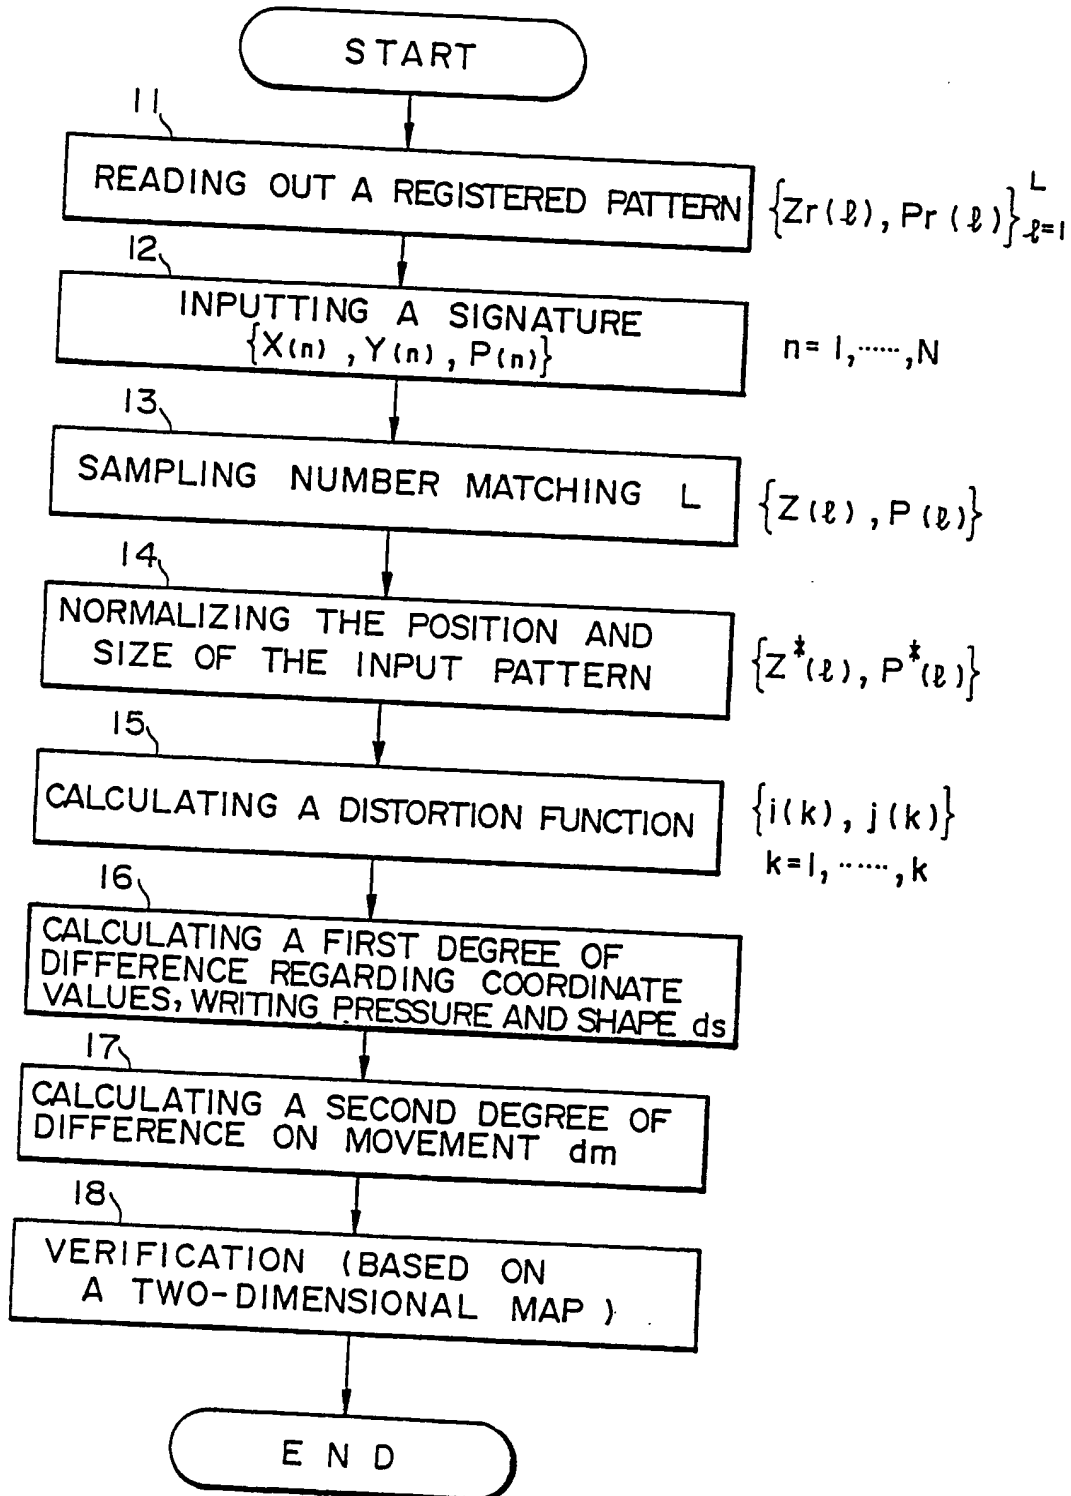 START
11
READING OUT A REGISTERED PATTERN
{Zr(ℓ), Pr(ℓ)}
L
ℓ=1
12
INPUTTING A SIGNATURE
{X(n), Y(n), P(n)}
n= 1,······,N
13
SAMPLING NUMBER MATCHING L
{Z(ℓ), P(ℓ)}
14
NORMALIZING THE POSITION AND
SIZE OF THE INPUT PATTERN
{Z*(ℓ), P*(ℓ)}
15
CALCULATING A DISTORTION FUNCTION
{i(k), j(k)}
k=1,······,k
16
CALCULATING A FIRST DEGREE OF
DIFFERENCE REGARDING COORDINATE
VALUES, WRITING PRESSURE AND SHAPE ds
17
CALCULATING A SECOND DEGREE OF
DIFFERENCE ON MOVEMENT dm
18
VERIFICATION (BASED ON
A TWO-DIMENSIONAL MAP)
END